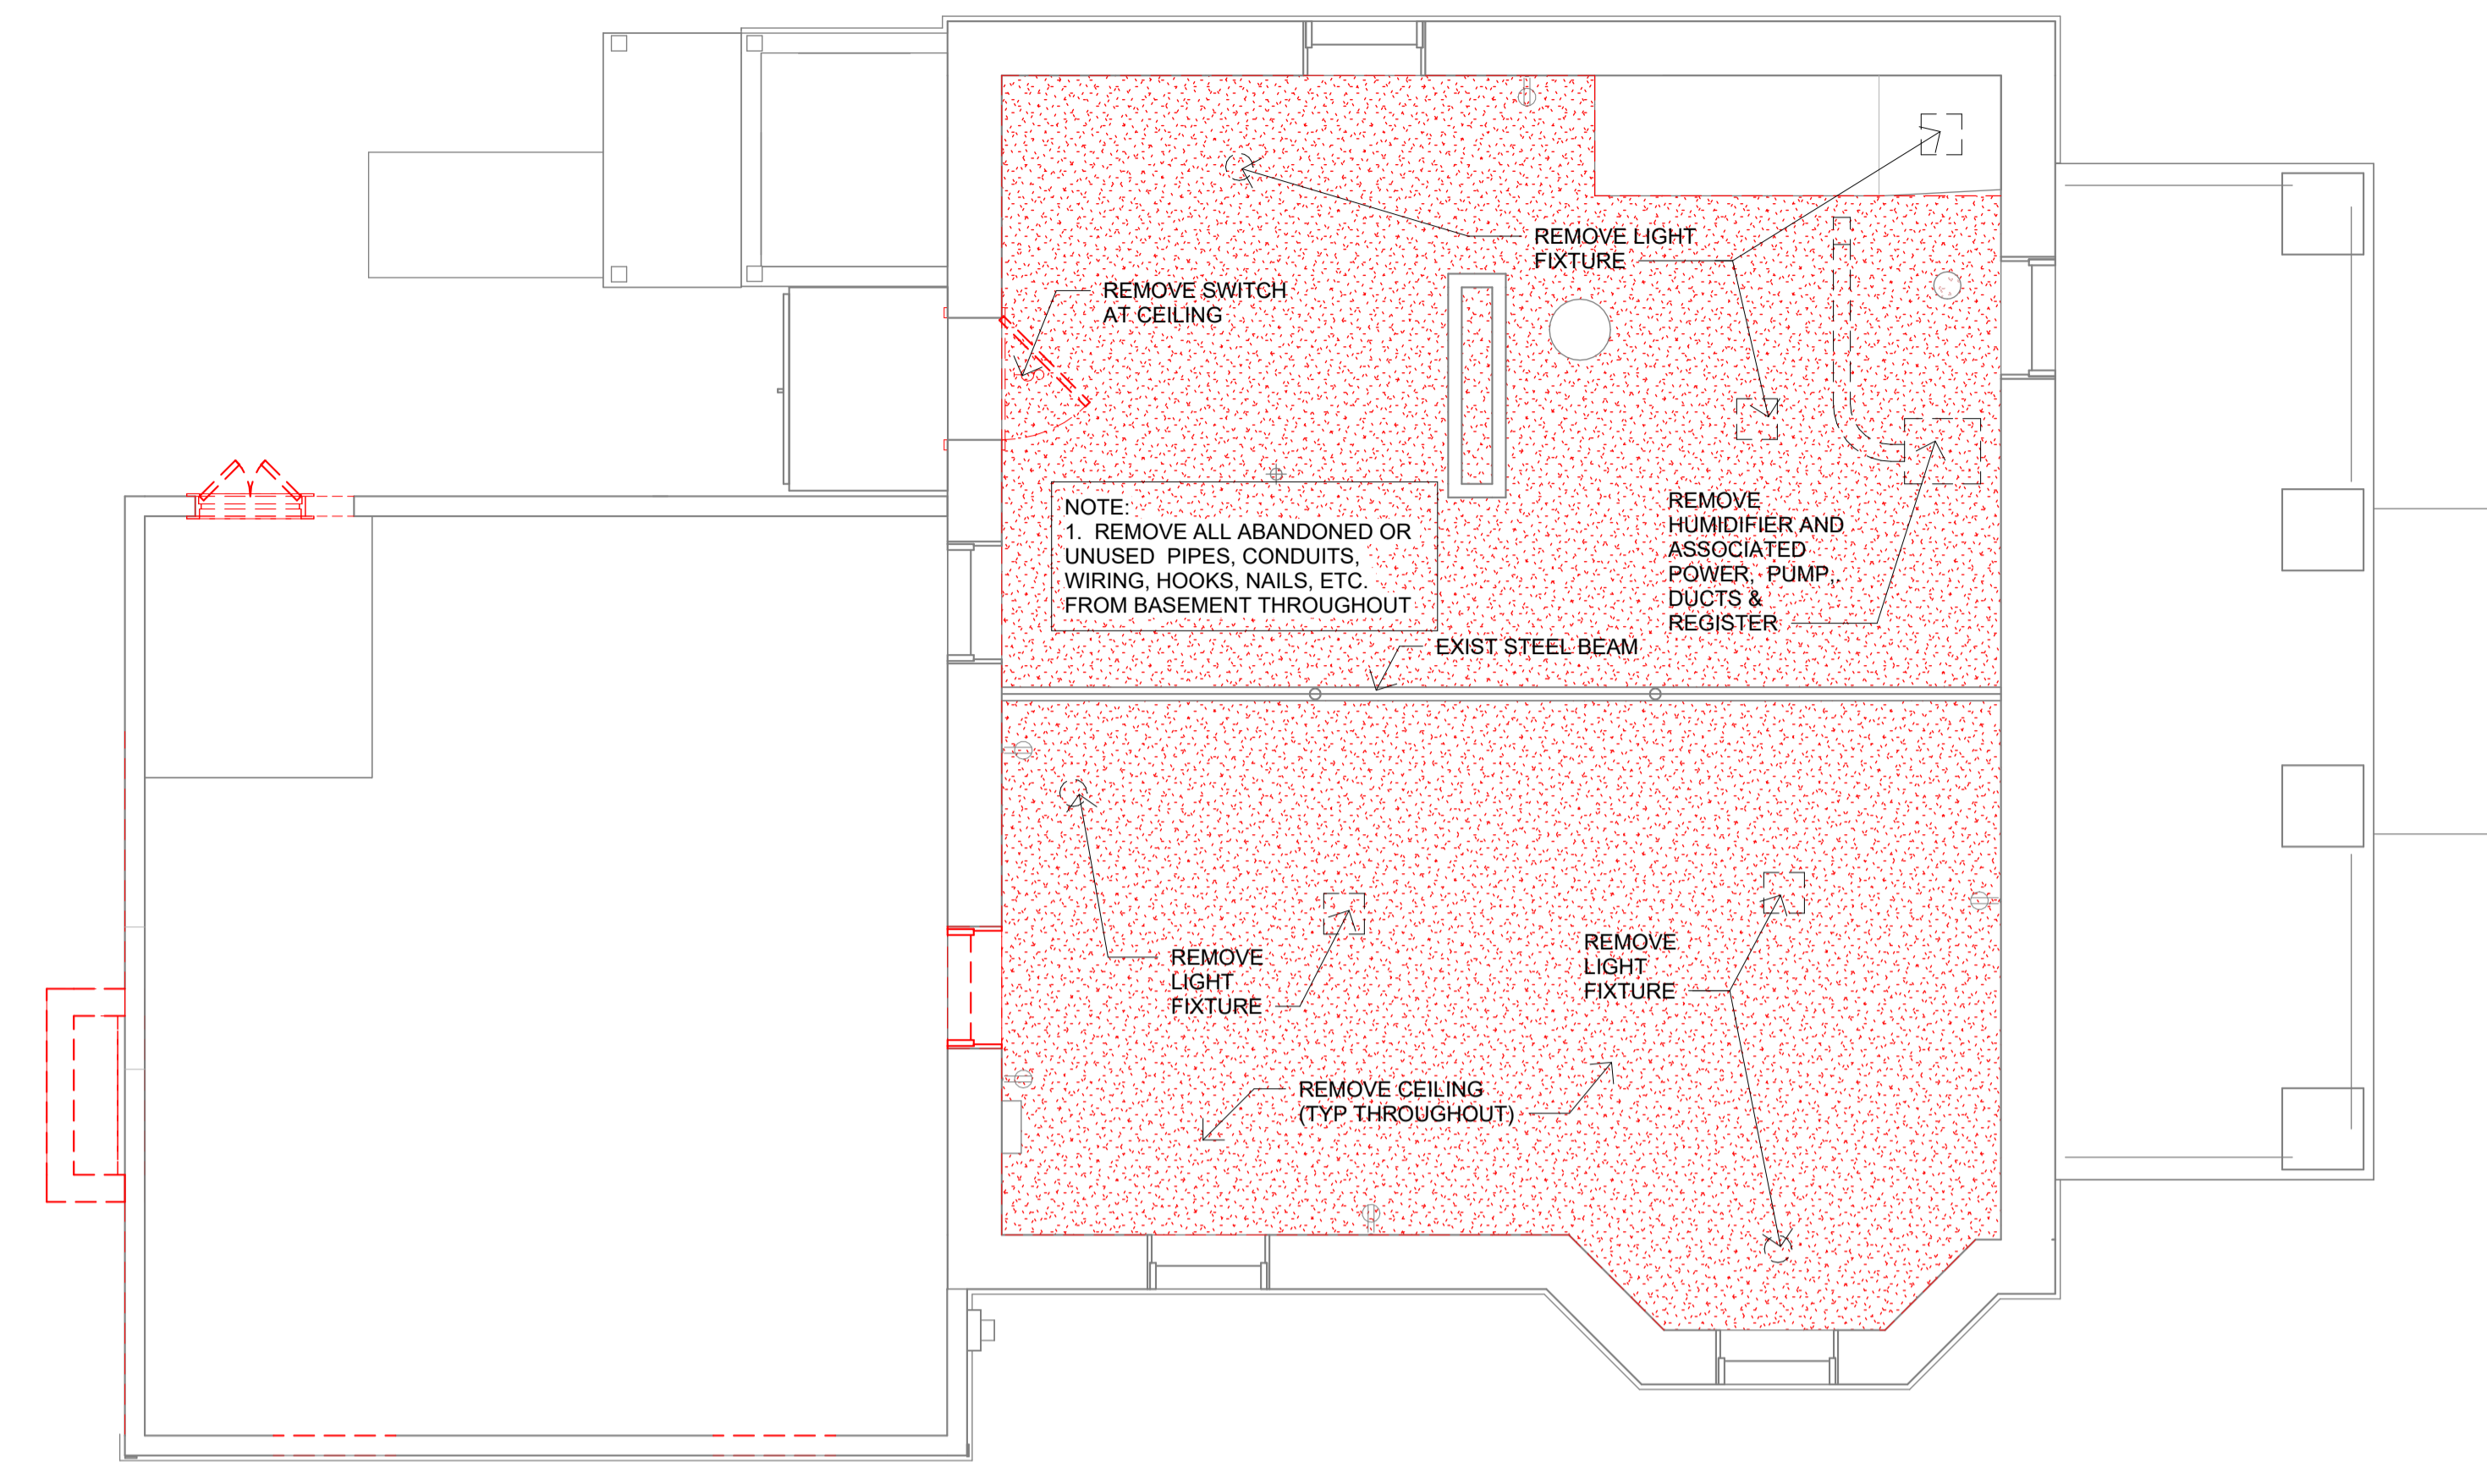 REMOVE LIGHT
FIXTURE
REMOVE SWITCH
AT CEILING
NOTE:
1. REMOVE ALL ABANDONED OR
UNUSED PIPES, CONDUITS,
WIRING, HOOKS, NAILS, ETC.
FROM BASEMENT THROUGHOUT
REMOVE
HUMIDIFIER AND
ASSOCIATED
POWER, PUMP,.
DUCTS &
REGISTER
EXIST STEEL BEAM
REMOVE
LIGHT
FIXTURE
REMOVE
LIGHT
FIXTURE
REMOVE CEILING
(TYP THROUGHOUT)